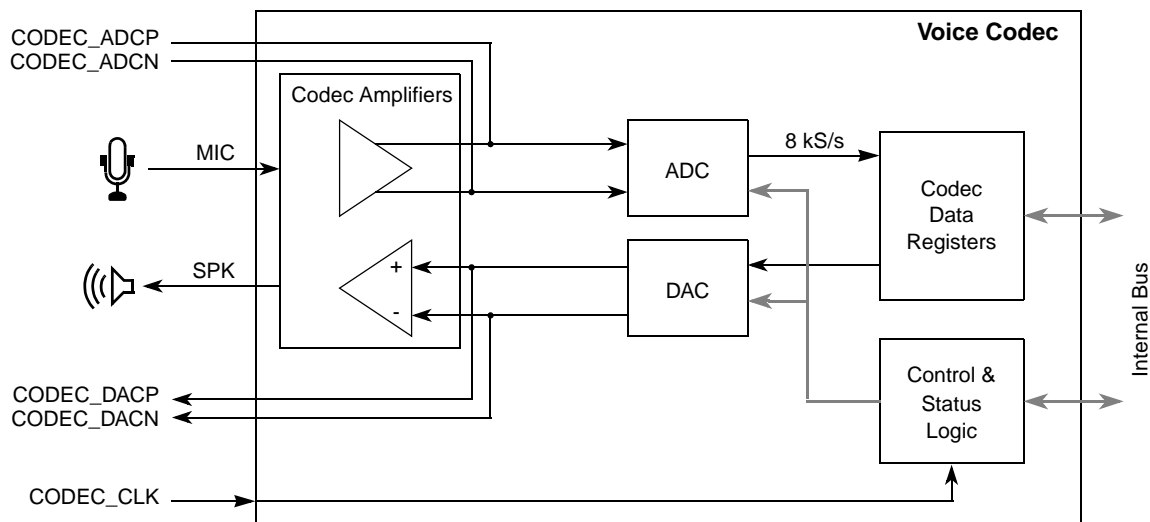 Voice Codec
CODEC_ADCP
CODEC_ADCN
Codec Amplifiers
MIC
ADC
8 kS/s
Codec
Data
Registers
SPK
+
-
DAC
Internal Bus
CODEC_DACP
CODEC_DACN
Control &
Status
Logic
CODEC_CLK